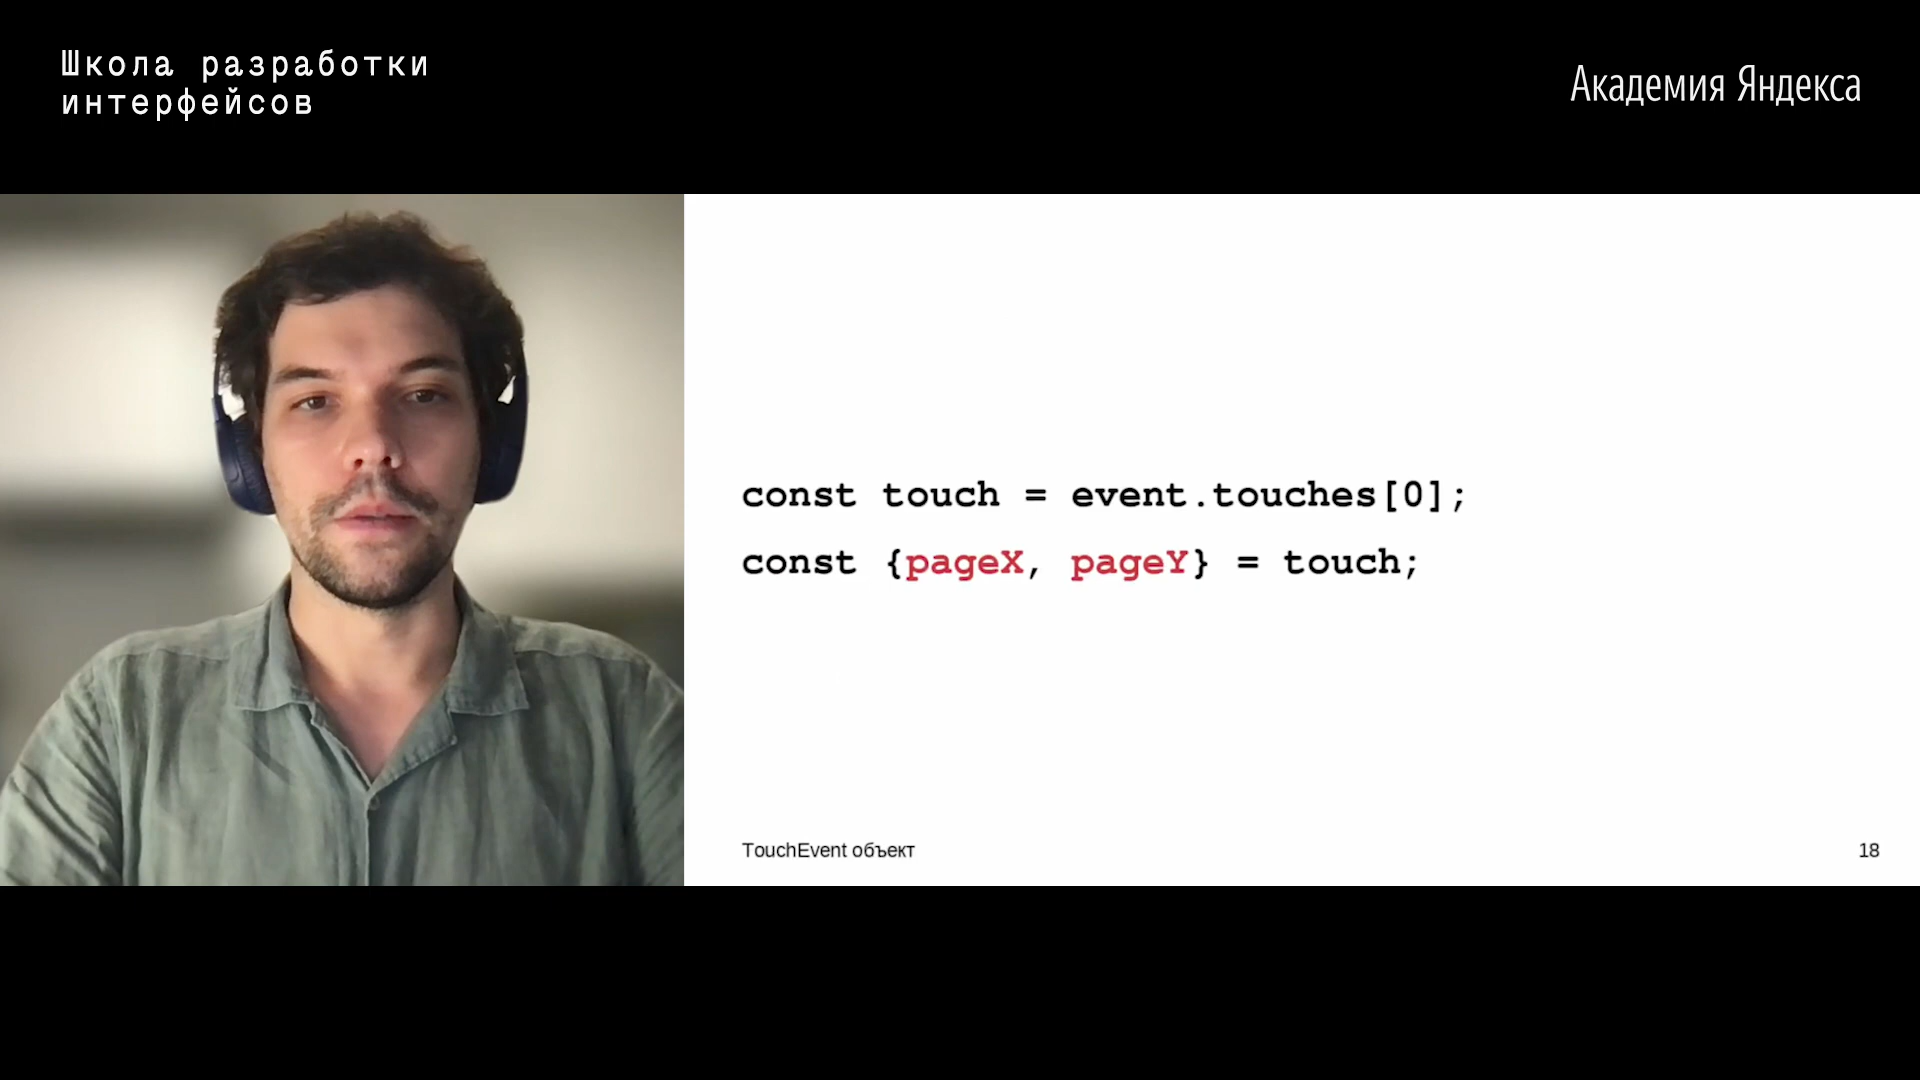 Школа разработки
интерфейсов
Академия Яндекса
const touch = event.touches[0];
const {pageX, pageY} = touch;
TouchEvent объект
18